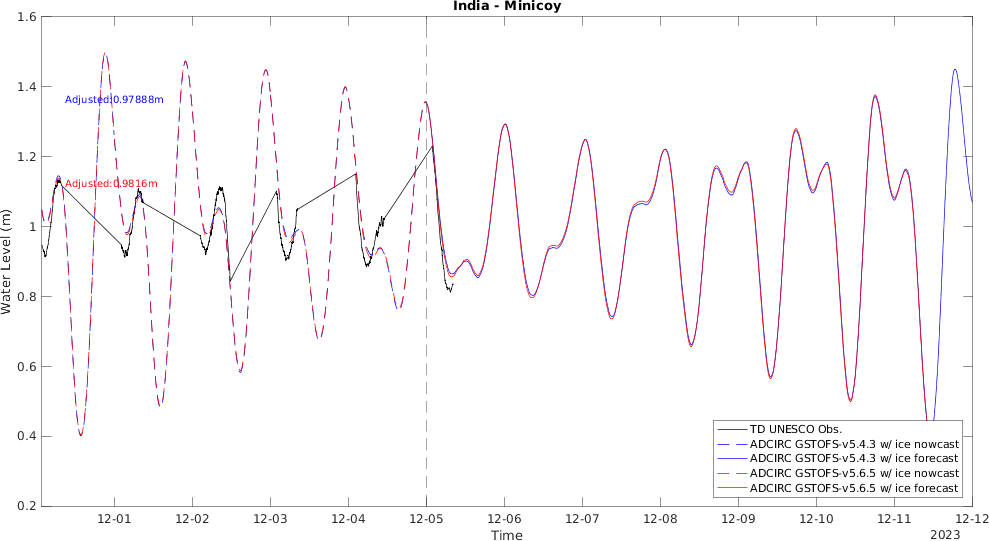 India - Minicoy
1.6
1.4
1.2
1
0.8
0.6
0.4
0.2
Water Level (m)
Adjusted:0.97888m
Adjusted:0.9816m
TD UNESCO Obs.
ADCIRC GSTOFS-v5.4.3 w/ ice nowcast
ADCIRC GSTOFS-v5.4.3 w/ ice forecast
ADCIRC GSTOFS-v5.6.5 w/ ice nowcast
ADCIRC GSTOFS-v5.6.5 w/ ice forecast
12-01 12-02 12-03 12-04 12-05 12-06 12-07 12-08 12-09 12-10 12-11 12-12
Time
2023